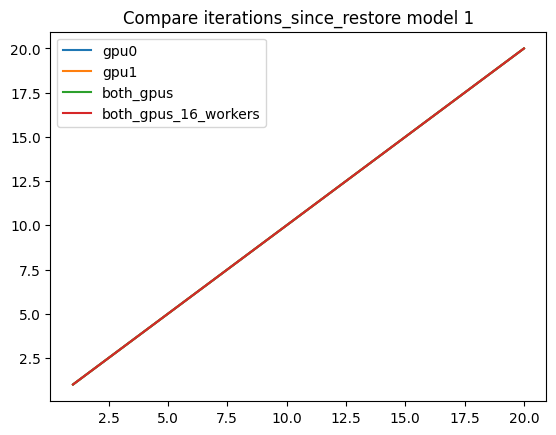 Compare iterations_since_restore model 1
gpu0
gpu1
both_gpus
both_gpus_16_workers
20.0
17.5
15.0
12.5
10.0
7.5
5.0
2.5
2.5 5.0 7.5 10.0 12.5 15.0 17.5 20.0